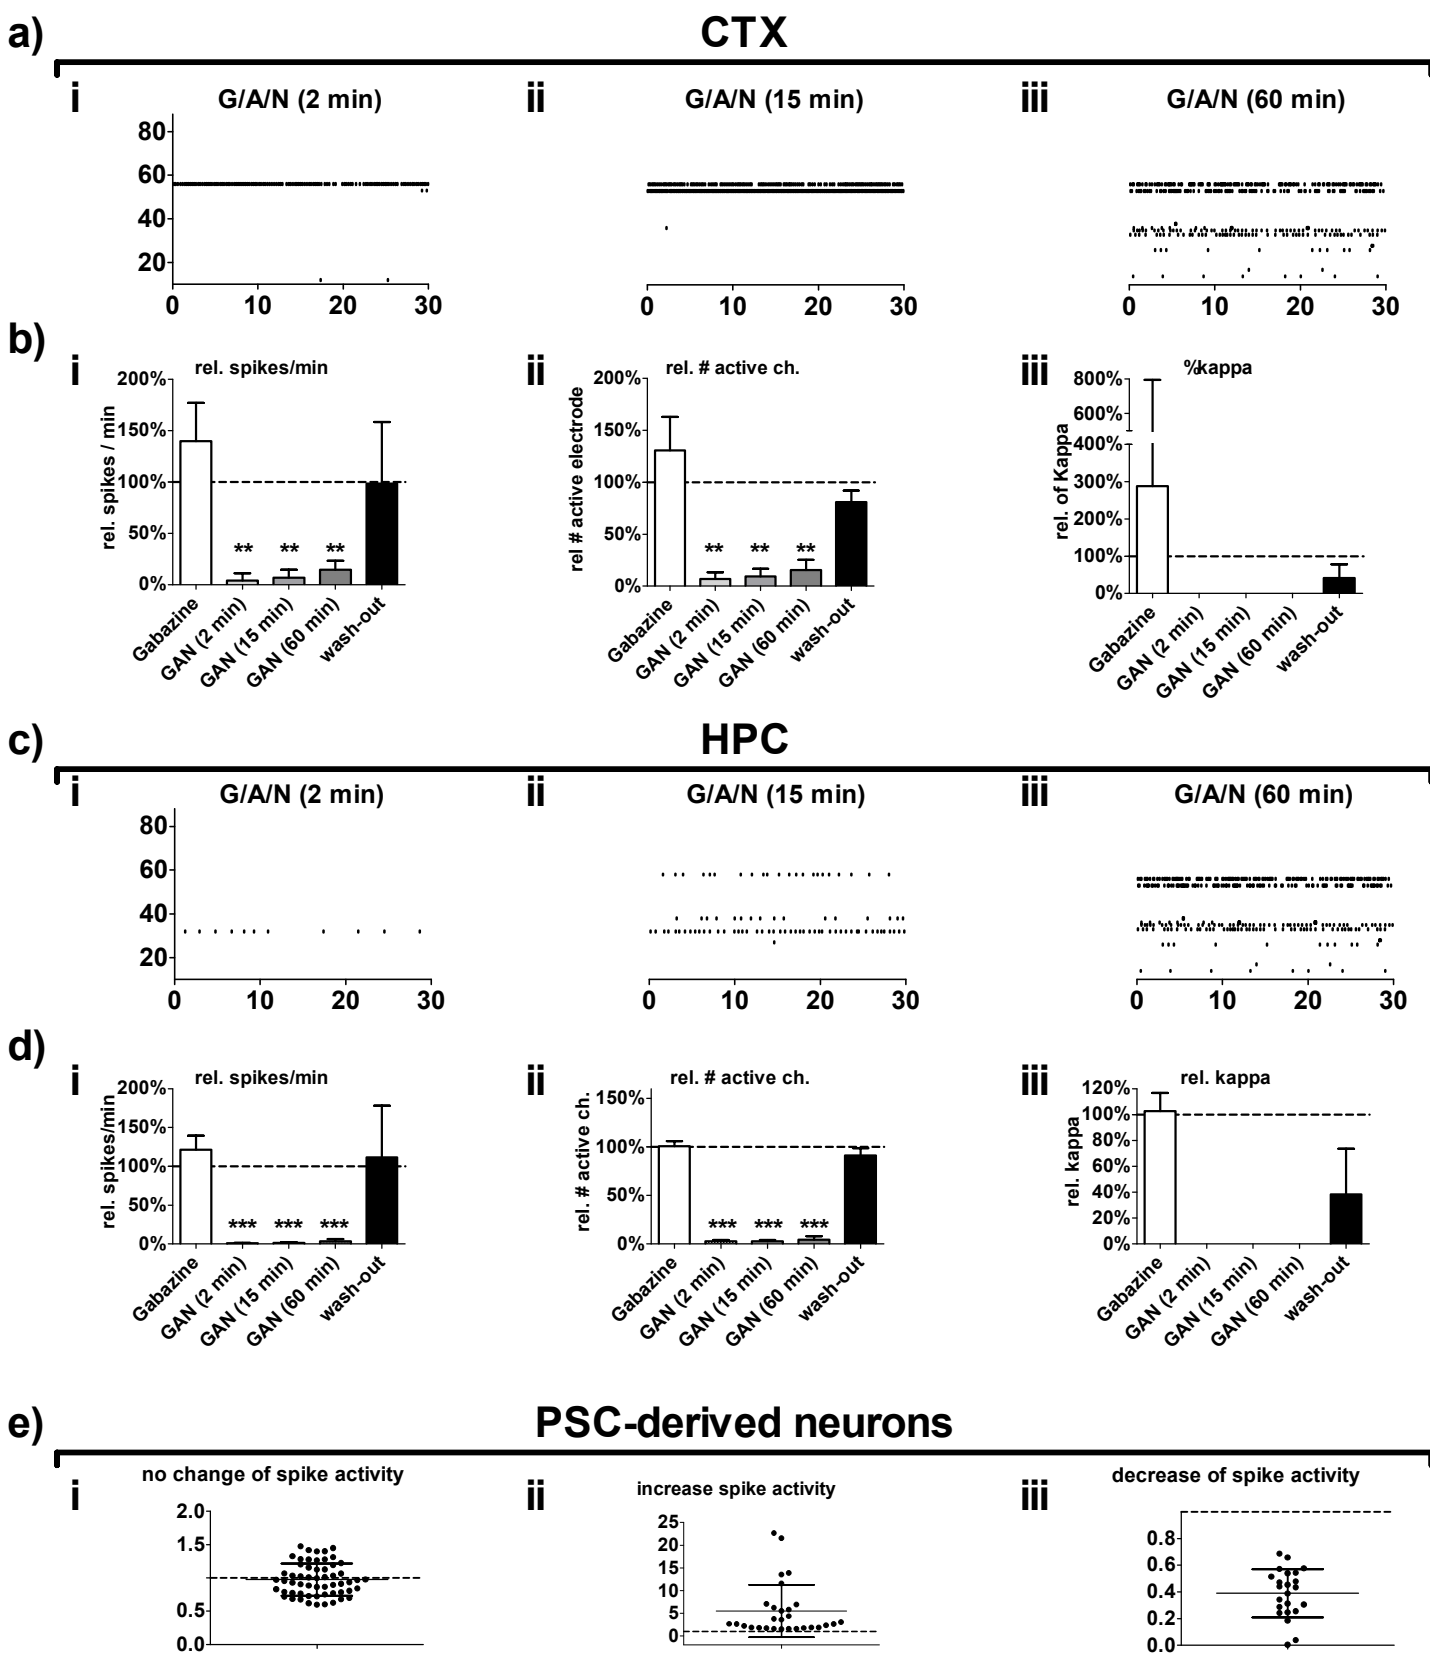 a)
CTX
i
G/A/N (2 min)
ii
G/A/N (15 min)
iii
G/A/N (60 min)
80
60
40
20
0 10 20 30
0 10 20 30
0 10 20 30
b)
i
rel. spikes/min
rel. spikes / min
200%
150%
100%
50%
0%
** ** **
Gabazine
GAN (2 min)
GAN (15 min)
GAN (60 min)
wash-out
ii
rel. # active ch.
rel # active electrode
200%
150%
100%
50%
0%
** ** **
Gabazine
GAN (2 min)
GAN (15 min)
GAN (60 min)
wash-out
iii
%kappa
rel. of Kappa
800%
600%
400%
300%
200%
100%
0%
Gabazine
GAN (2 min)
GAN (15 min)
GAN (60 min)
wash-out
c)
HPC
i
G/A/N (2 min)
ii
G/A/N (15 min)
iii
G/A/N (60 min)
80
60
40
20
0 10 20 30
0 10 20 30
0 10 20 30
d)
i
rel. spikes/min
rel. spikes/min
200%
150%
100%
50%
0%
*** *** ***
Gabazine
GAN (2 min)
GAN (15 min)
GAN (60 min)
wash-out
ii
rel. # active ch.
rel. # active ch.
150%
100%
50%
0%
*** *** ***
Gabazine
GAN (2 min)
GAN (15 min)
GAN (60 min)
wash-out
iii
rel. kappa
rel. kappa
120%
100%
80%
60%
40%
20%
0%
Gabazine
GAN (2 min)
GAN (15 min)
GAN (60 min)
wash-out
e)
PSC-derived neurons
i
no change of spike activity
2.0
1.5
1.0
0.5
0.0
ii
increase spike activity
25
20
15
10
5
0
iii
decrease of spike activity
0.8
0.6
0.4
0.2
0.0